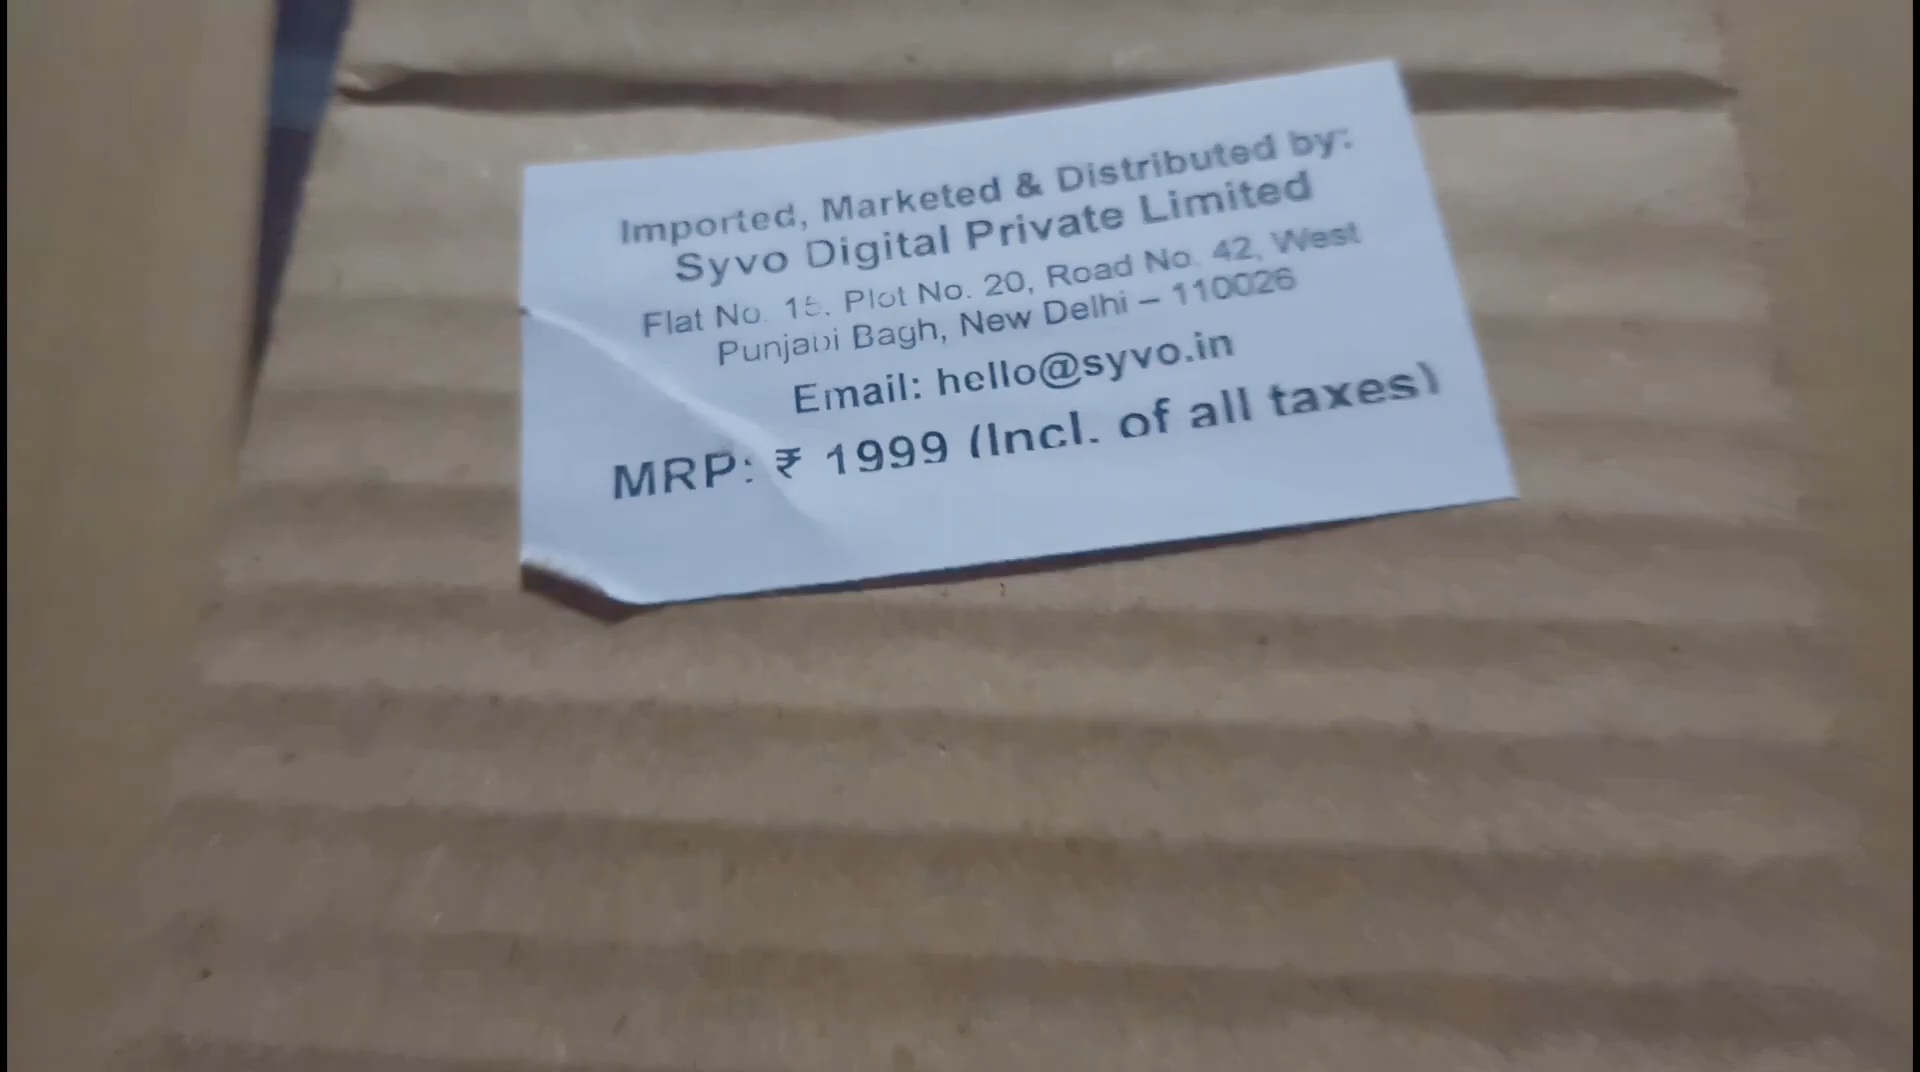 Imported, Marketed & Distributed by:
Syvo Digital Private Limited
Flat No. 15, Plot No. 20, Road No. 42, West
Punjabi Bagh, New Delhi – 110026
Email: hello@syvo.in
MRP: ₹ 1999 (Incl. of all taxes)